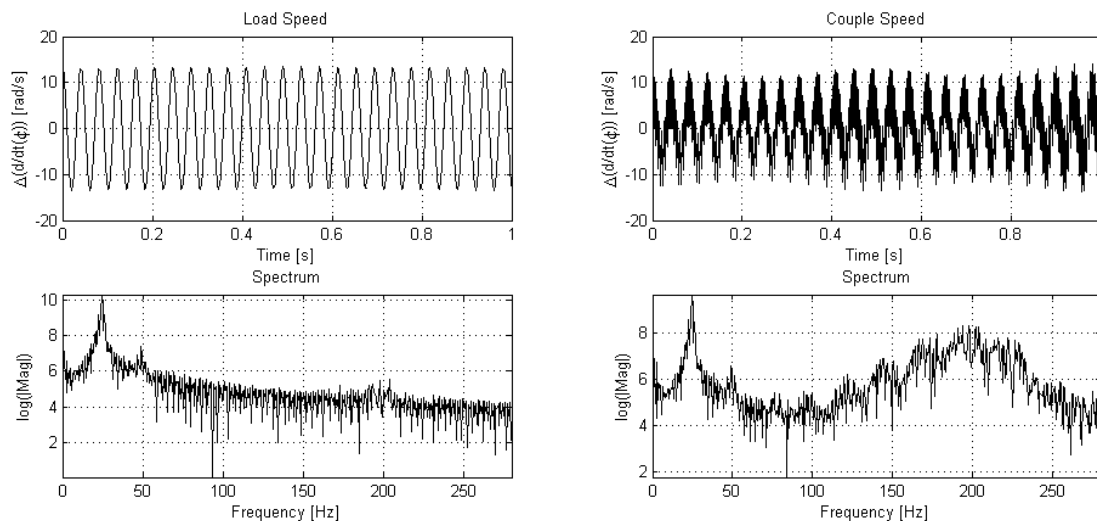 Load Speed
20
10
0
-10
-20
Δ(d/dt(ϕ)) [rad/s]
0 0.2 0.4 0.6 0.8 1
Time [s]
Couple Speed
20
10
0
-10
-20
Δ(d/dt(ϕ)) [rad/s]
0 0.2 0.4 0.6 0.8
Time [s]
Spectrum
10
8
6
4
2
log(|Mag|)
0 50 100 150 200 250
Frequency [Hz]
Spectrum
8
6
4
2
log(|Mag|)
0 50 100 150 200 250
Frequency [Hz]